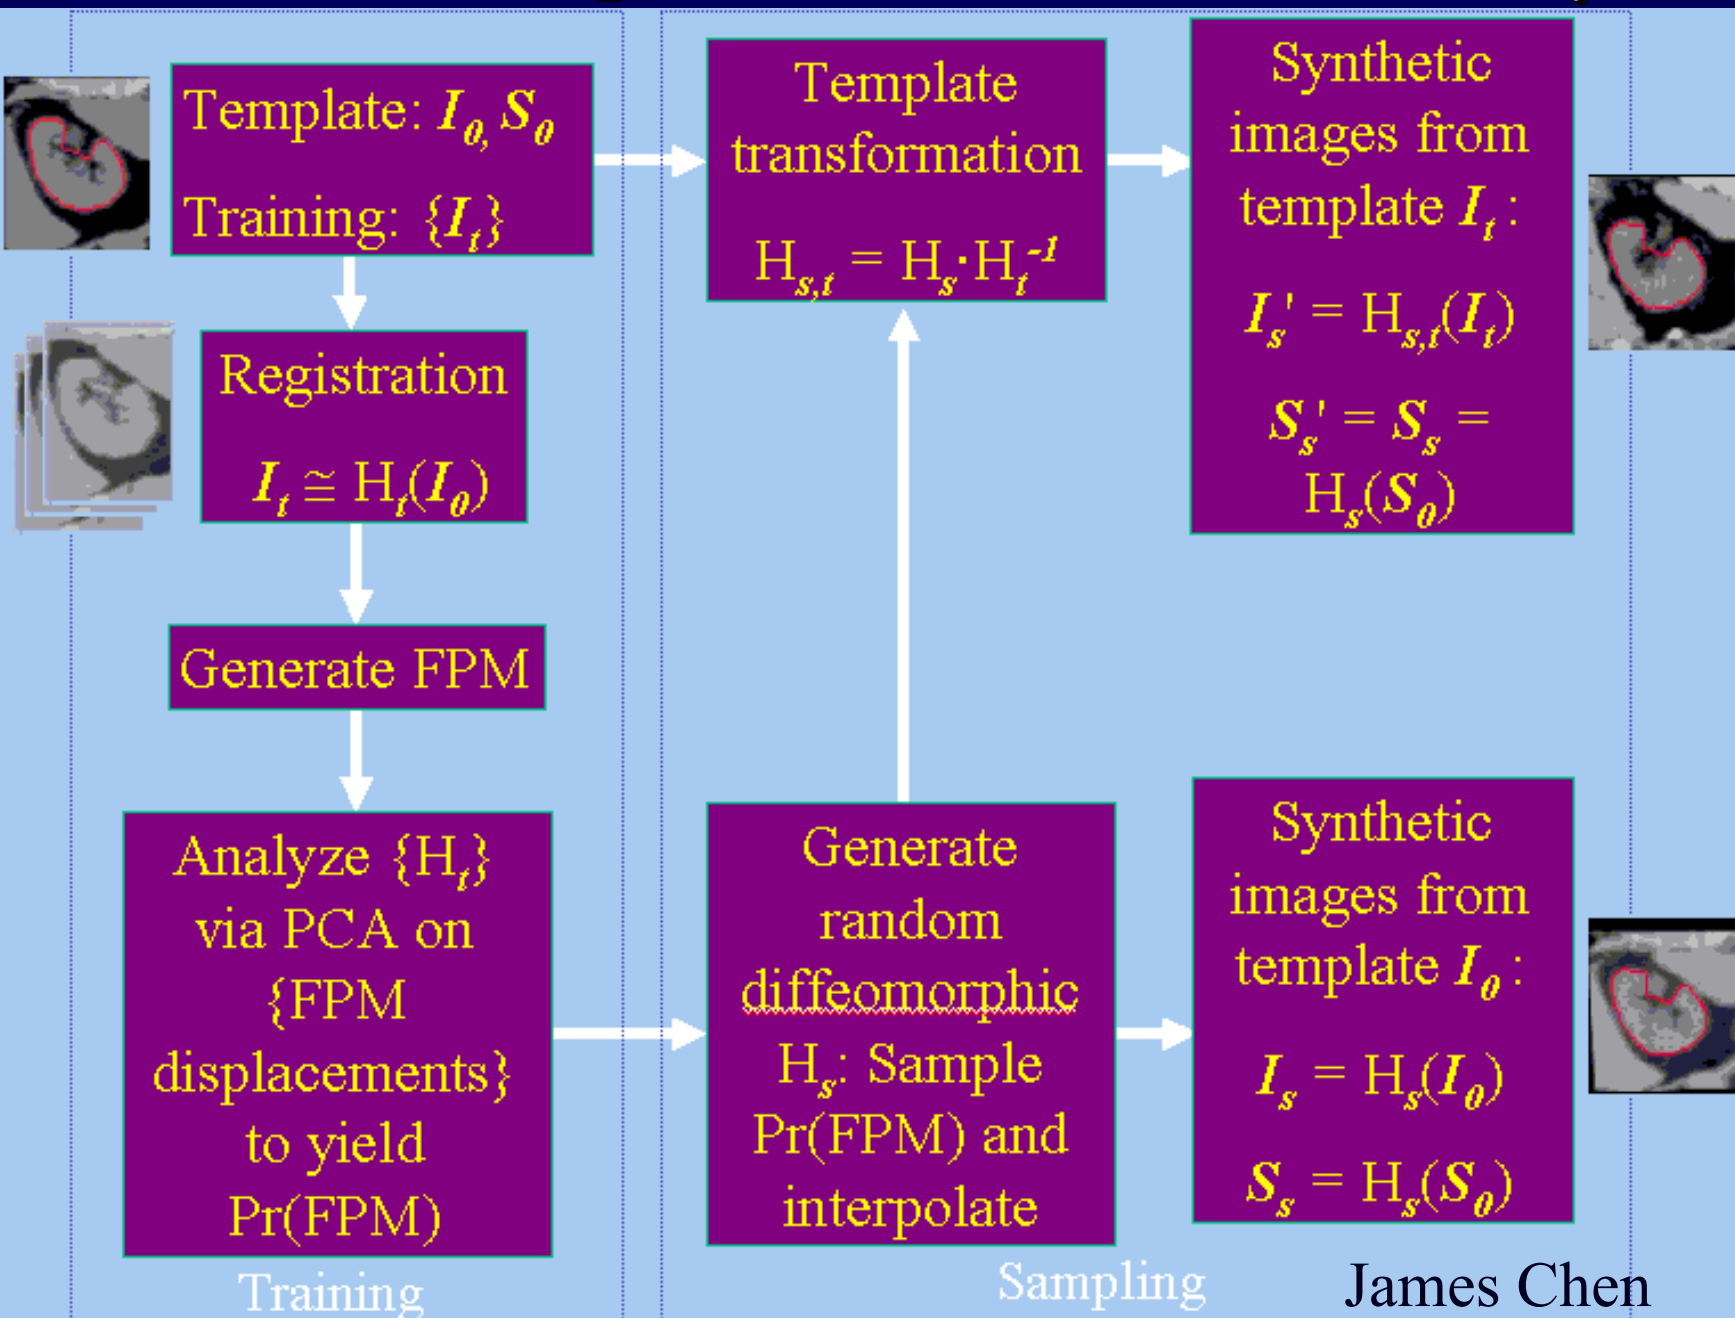 Template: I₀, S₀
Training: {Iₜ}
Registration
Iₜ ≅ Hₜ(I₀)
Generate FPM
Analyze {Hₜ}
via PCA on
{FPM
displacements}
to yield
Pr(FPM)
Training
Template
transformation
Hₛ,ₜ = Hₛ·Hₜ⁻¹
Generate
random
diffeomorphic
Hₛ: Sample
Pr(FPM) and
interpolate
Synthetic
images from
template Iₜ:
Iₛ' = Hₛ,ₜ(Iₜ)
Sₛ' = Sₛ =
Hₛ(S₀)
Synthetic
images from
template I₀:
Iₛ = Hₛ(I₀)
Sₛ = Hₛ(S₀)
Sampling
James Chen